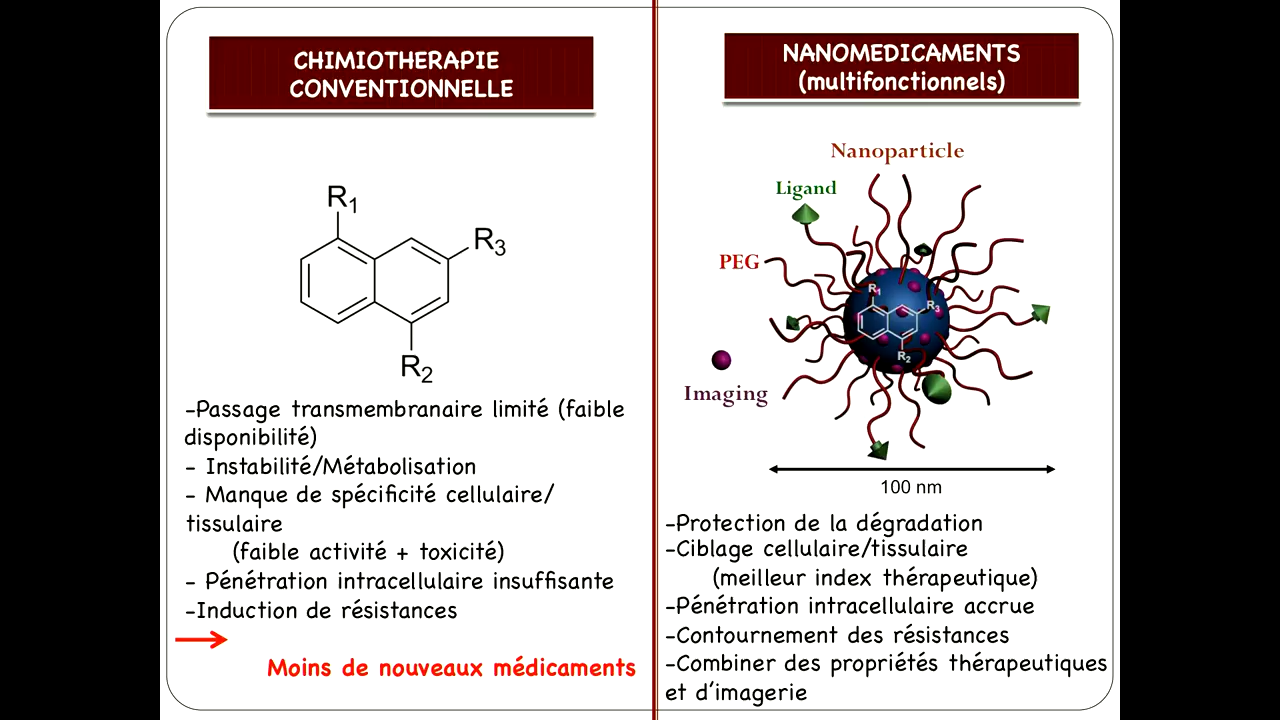 CHIMIOTHERAPIE
CONVENTIONNELLE
R1
R3
R2
-Passage transmembranaire limité (faible
disponibilité)
- Instabilité/Métabolisation
- Manque de spécificité cellulaire/
tissulaire
(faible activité + toxicité)
- Pénétration intracellulaire insuffisante
-Induction de résistances
Moins de nouveaux médicaments
NANOMEDICAMENTS
(multifonctionnels)
Nanoparticle
Ligand
PEG
R1
R3
R2
Imaging
100 nm
-Protection de la dégradation
-Ciblage cellulaire/tissulaire
(meilleur index thérapeutique)
-Pénétration intracellulaire accrue
-Contournement des résistances
-Combiner des propriétés thérapeutiques
et d'imagerie